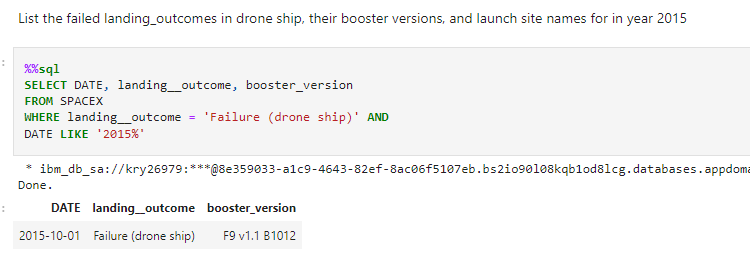 List the failed landing_outcomes in drone ship, their booster versions, and launch site names for in year 2015
:
%%sql
SELECT DATE, landing__outcome, booster_version
FROM SPACEX
WHERE landing__outcome = 'Failure (drone ship)' AND
DATE LIKE '2015%'
* ibm_db_sa://kry26979:***@8e359033-a1c9-4643-82ef-8ac06f5107eb.bs2io90l08kqb1od8lcg.databases.appdoma
Done.
:
DATE landing__outcome booster_version
2015-10-01 Failure (drone ship) F9 v1.1 B1012